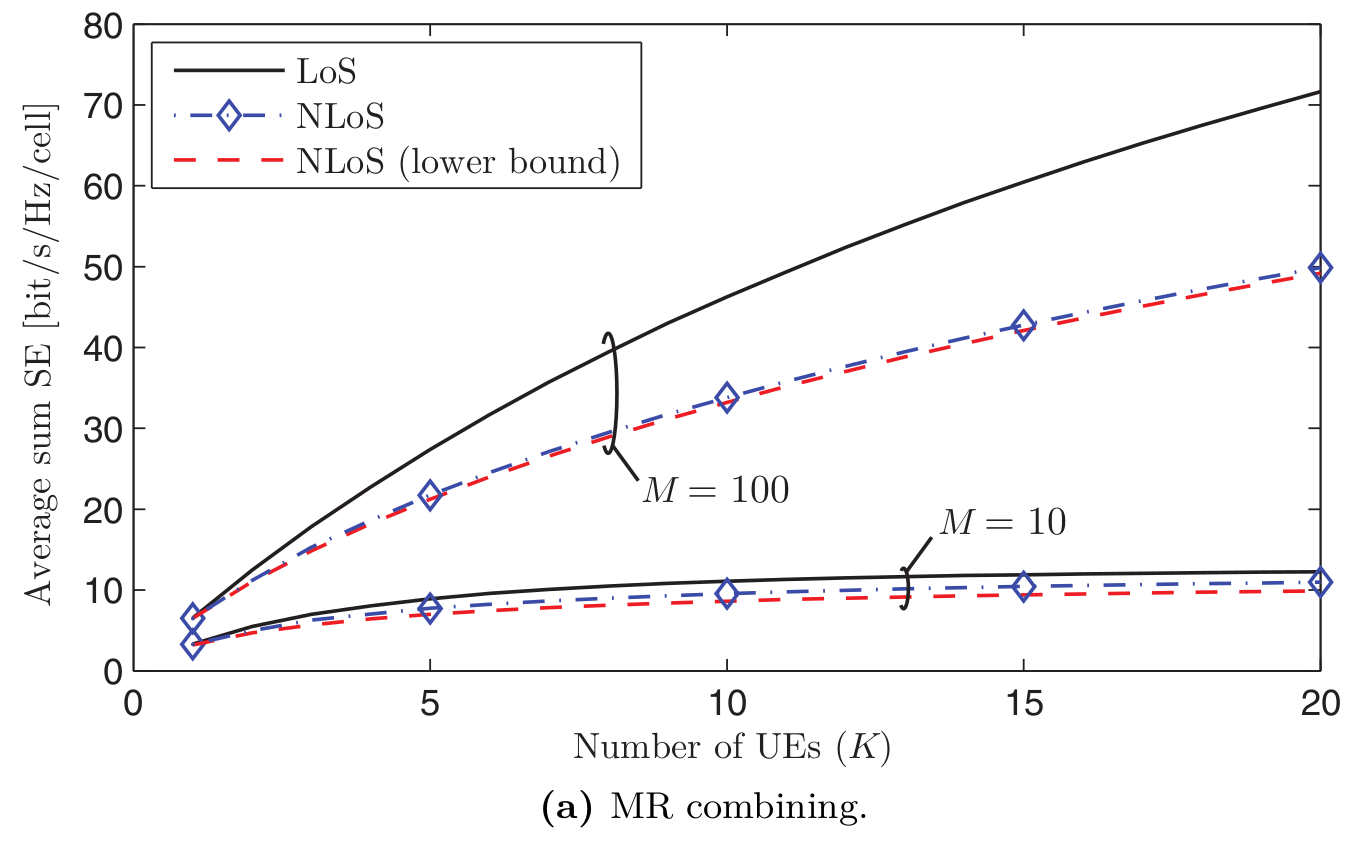 80
70
60
50
40
30
20
10
0
Average sum SE [bit/s/Hz/cell]
LoS
NLoS
NLoS (lower bound)
M = 100
M = 10
0 5 10 15 20
Number of UEs (K)
(a) MR combining.